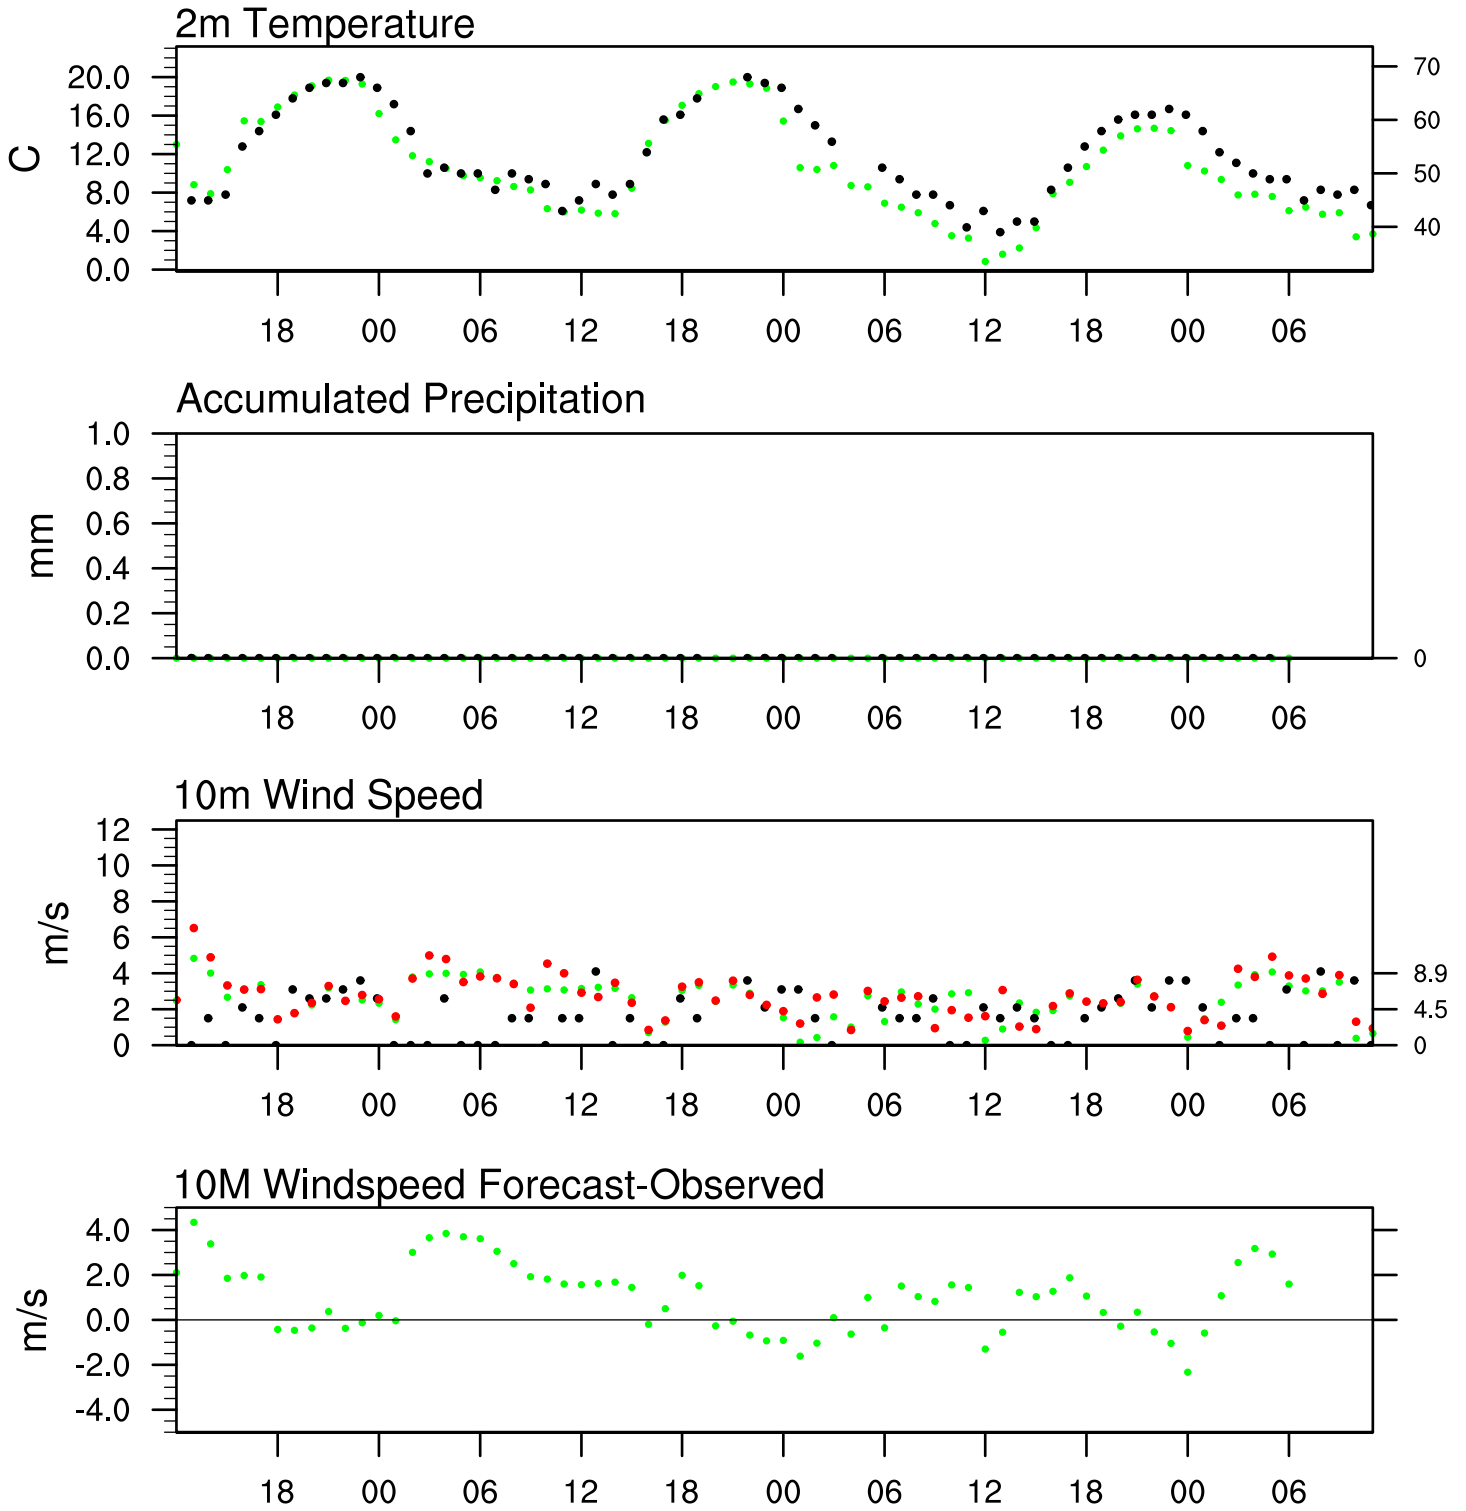 2m Temperature
20.0
16.0
12.0
8.0
4.0
0.0
C
70
60
50
40
18 00 06 12 18 00 06 12 18 00 06
Accumulated Precipitation
1.0
0.8
0.6
0.4
0.2
0.0
mm
0
18 00 06 12 18 00 06 12 18 00 06
10m Wind Speed
12
10
8
6
4
2
0
m/s
8.9
4.5
0
18 00 06 12 18 00 06 12 18 00 06
10M Windspeed Forecast-Observed
4.0
2.0
0.0
-2.0
-4.0
m/s
18 00 06 12 18 00 06 12 18 00 06